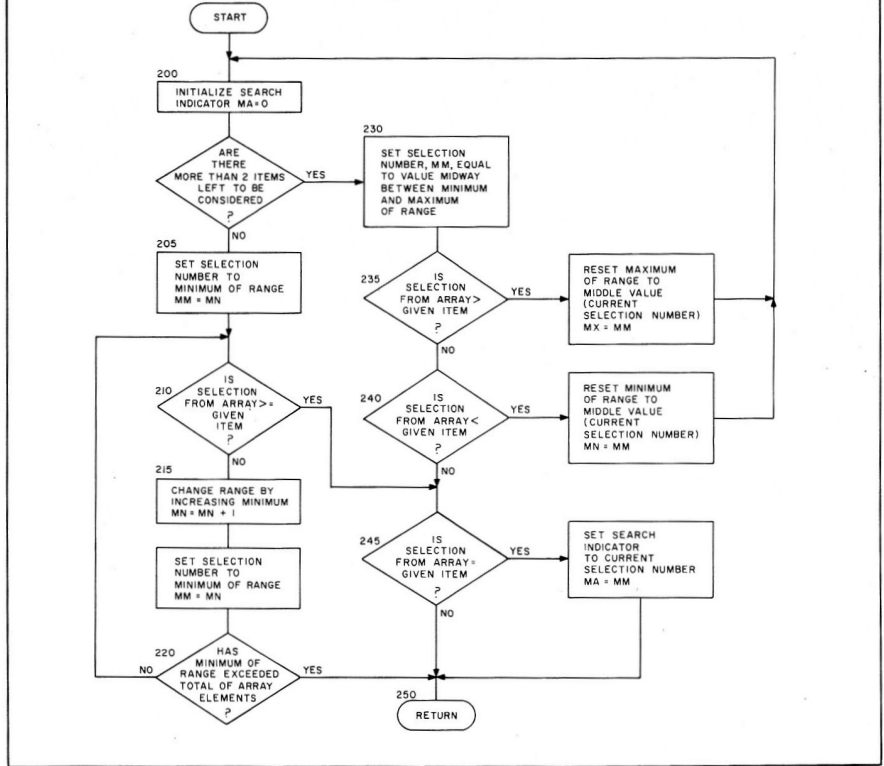 START
200
INITIALIZE SEARCH
INDICATOR MA=0
ARE
THERE
MORE THAN 2 ITEMS
LEFT TO BE
CONSIDERED
?
YES
NO
230
SET SELECTION
NUMBER, MM, EQUAL
TO VALUE MIDWAY
BETWEEN MINIMUM
AND MAXIMUM
OF RANGE
205
SET SELECTION
NUMBER TO
MINIMUM OF RANGE
MM = MN
235
IS
SELECTION
FROM ARRAY>
GIVEN ITEM
?
YES
NO
RESET MAXIMUM
OF RANGE TO
MIDDLE VALUE
(CURRENT
SELECTION NUMBER)
MX = MM
210
IS
SELECTION
FROM ARRAY>=
GIVEN
ITEM
?
YES
NO
240
IS
SELECTION
FROM ARRAY<
GIVEN ITEM
?
YES
NO
RESET MINIMUM
OF RANGE TO
MIDDLE VALUE
(CURRENT
SELECTION NUMBER)
MN = MM
215
CHANGE RANGE BY
INCREASING MINIMUM
MN = MN + 1
SET SELECTION
NUMBER TO
MINIMUM OF RANGE
MM = MN
245
IS
SELECTION
FROM ARRAY=
GIVEN ITEM
?
YES
NO
SET SEARCH
INDICATOR
TO CURRENT
SELECTION NUMBER
MA = MM
220
HAS
MINIMUM OF
RANGE EXCEEDED
TOTAL OF ARRAY
ELEMENTS
?
NO
YES
250
RETURN